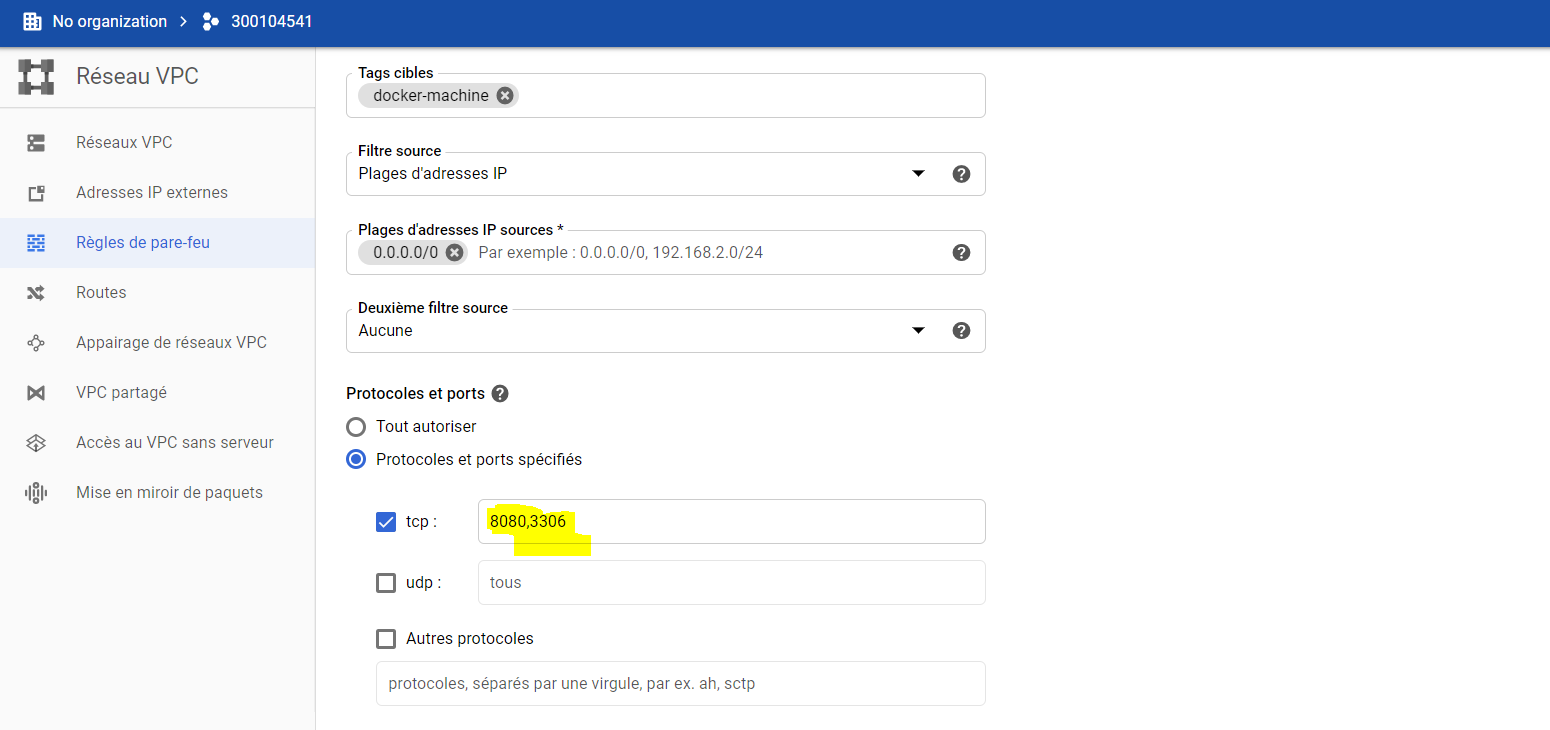 No organization > 300104541
Réseau VPC
Réseaux VPC
Adresses IP externes
Règles de pare-feu
Routes
Appairage de réseaux VPC
VPC partagé
Accès au VPC sans serveur
Mise en miroir de paquets
Tags cibles
docker-machine
Filtre source
Plages d'adresses IP
Plages d'adresses IP sources *
0.0.0.0/0 Par exemple : 0.0.0.0/0, 192.168.2.0/24
Deuxième filtre source
Aucune
Protocoles et ports
Tout autoriser
Protocoles et ports spécifiés
tcp : 8080,3306
udp : tous
Autres protocoles
protocoles, séparés par une virgule, par ex. ah, sctp